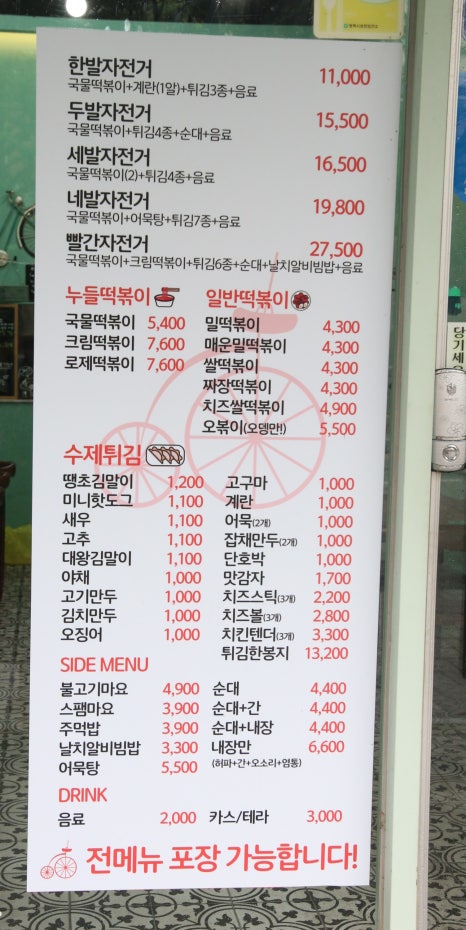 한발자전거 11,000
국물떡볶이+계란(1알)+튀김3종+음료
두발자전거 15,500
국물떡볶이+튀김4종+순대+음료
세발자전거 16,500
국물떡볶이(2)+튀김4종+음료
네발자전거 19,800
국물떡볶이+어묵탕+튀김7종+음료
빨간자전거 27,500
국물떡볶이+크림떡볶이+튀김6종+순대+날치알비빔밥+음료
누들떡볶이
국물떡볶이 5,400
크림떡볶이 7,600
로제떡볶이 7,600
일반떡볶이
밀떡볶이 4,300
매운밀떡볶이 4,300
쌀떡볶이 4,300
짜장떡볶이 4,300
치즈쌀떡볶이 4,900
오볶이(오뎅만!) 5,500
수제튀김
땡초김말이 1,200
미니핫도그 1,100
새우 1,100
고추 1,100
대왕김말이 1,100
야채 1,000
고기만두 1,000
김치만두 1,000
오징어 1,000
고구마 1,000
계란 1,000
어묵(2개) 1,000
잡채만두(2개) 1,000
단호박 1,000
맛감자 1,700
치즈스틱(3개) 2,200
치즈볼(3개) 2,800
치킨텐더(3개) 3,300
튀김한봉지 13,200
SIDE MENU
불고기마요 4,900
스팸마요 3,900
주먹밥 3,900
날치알비빔밥 3,300
어묵탕 5,500
순대 4,400
순대+간 4,400
순대+내장 4,400
내장만 6,600
(허파+간+오소리+염통)
DRINK
음료 2,000
카스/테라 3,000
전메뉴 포장 가능합니다!
당
기
세